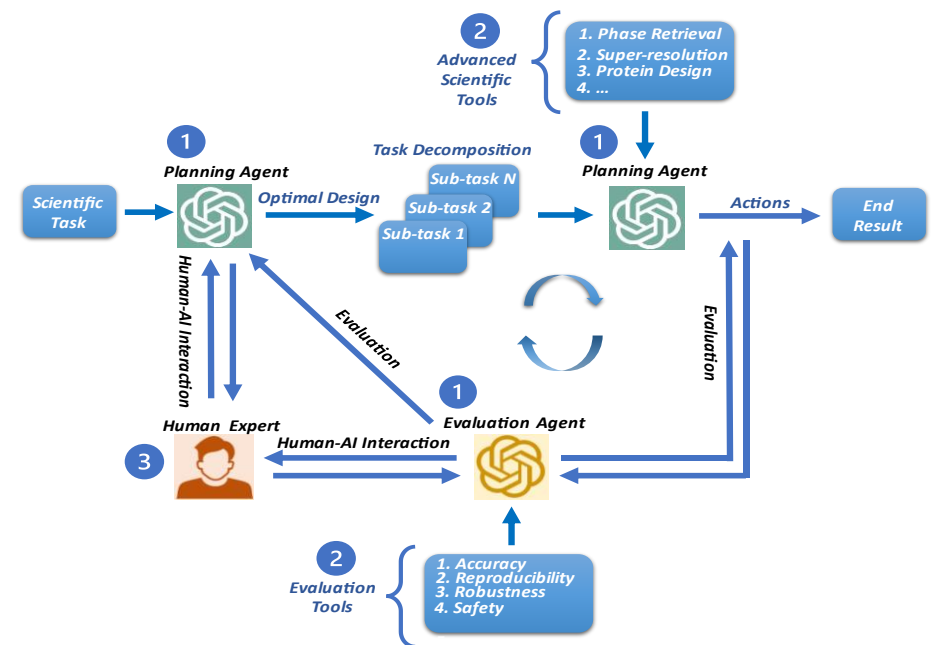 2
Advanced
Scientific
Tools
1. Phase Retrieval
2. Super-resolution
3. Protein Design
4. ...
1
Planning Agent
Scientific
Task
Optimal Design
Task Decomposition
Sub-task N
Sub-task 2
Sub-task 1
1
Planning Agent
Actions
End
Result
Human-AI Interaction
Evaluation
Evaluation
1
Evaluation Agent
Human Expert
Human-AI Interaction
3
2
Evaluation
Tools
1. Accuracy
2. Reproducibility
3. Robustness
4. Safety